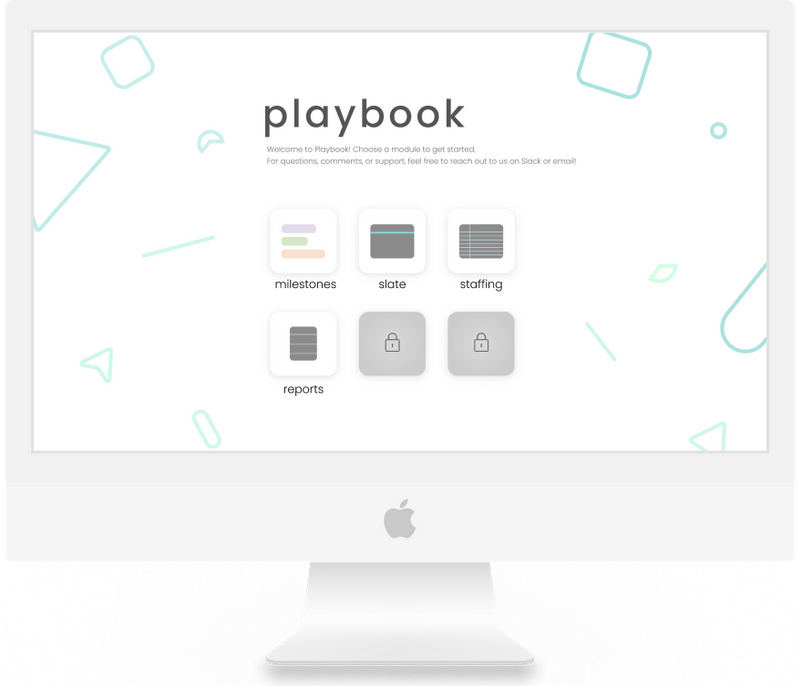 playbook
Welcome to Playbook! Choose a module to get started.
For questions, comments, or support, feel free to reach out to us on Slack or email!
milestones slate staffing
reports